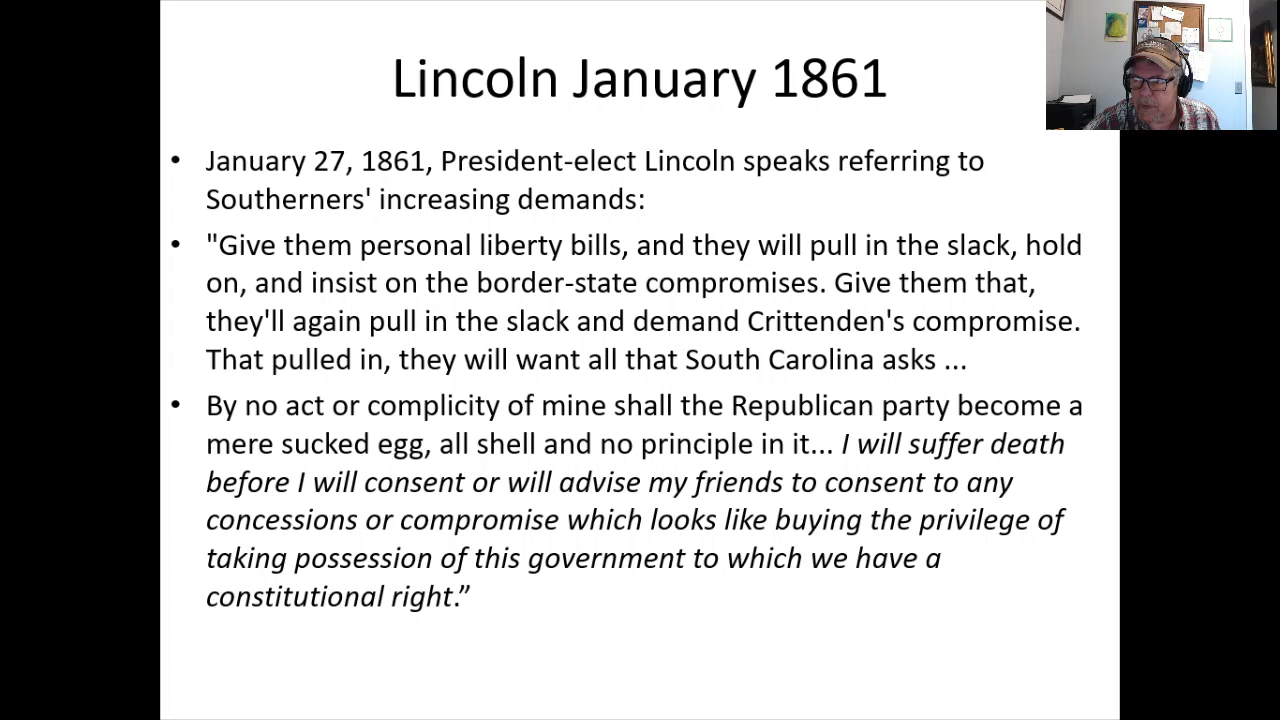 Lincoln January 1861
• January 27, 1861, President-elect Lincoln speaks referring to
Southerners' increasing demands:
• "Give them personal liberty bills, and they will pull in the slack, hold
on, and insist on the border-state compromises. Give them that,
they'll again pull in the slack and demand Crittenden's compromise.
That pulled in, they will want all that South Carolina asks ...
• By no act or complicity of mine shall the Republican party become a
mere sucked egg, all shell and no principle in it... I will suffer death
before I will consent or will advise my friends to consent to any
concessions or compromise which looks like buying the privilege of
taking possession of this government to which we have a
constitutional right.”